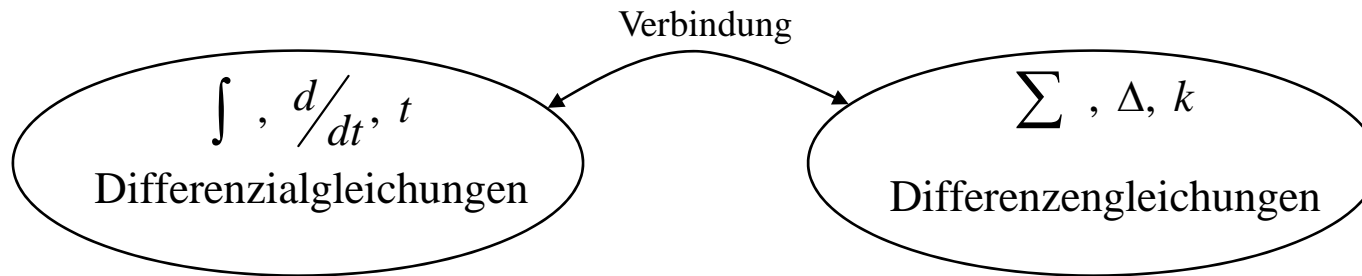 Verbindung
∫ , d/dt, t
Differenzialgleichungen
∑ , Δ, k
Differenzengleichungen